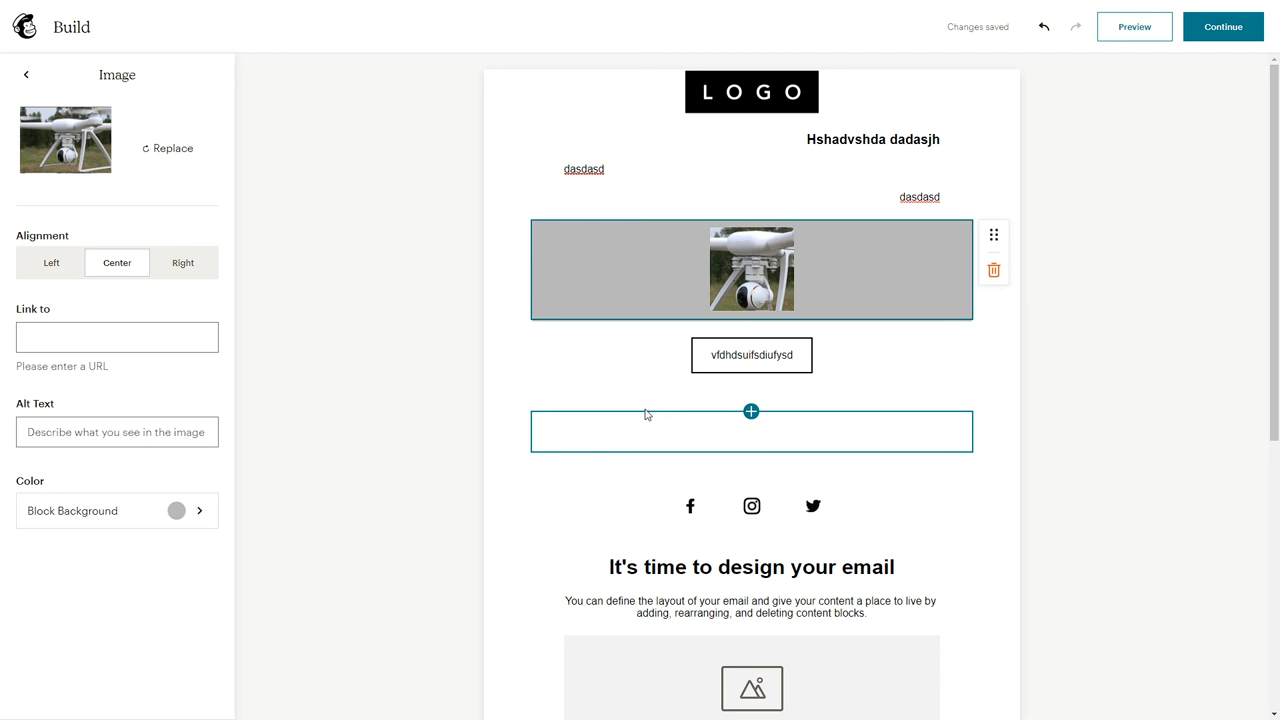 Build
Changes saved
Preview
Continue
Image
Replace
Alignment
Left
Center
Right
Link to
Please enter a URL
Alt Text
Describe what you see in the image
Color
Block Background
LOGO
Hshadvshda dadasjh
dasdasd
dasdasd
vfdhdsuifsdiufysd
It's time to design your email
You can define the layout of your email and give your content a place to live by
adding, rearranging, and deleting content blocks.